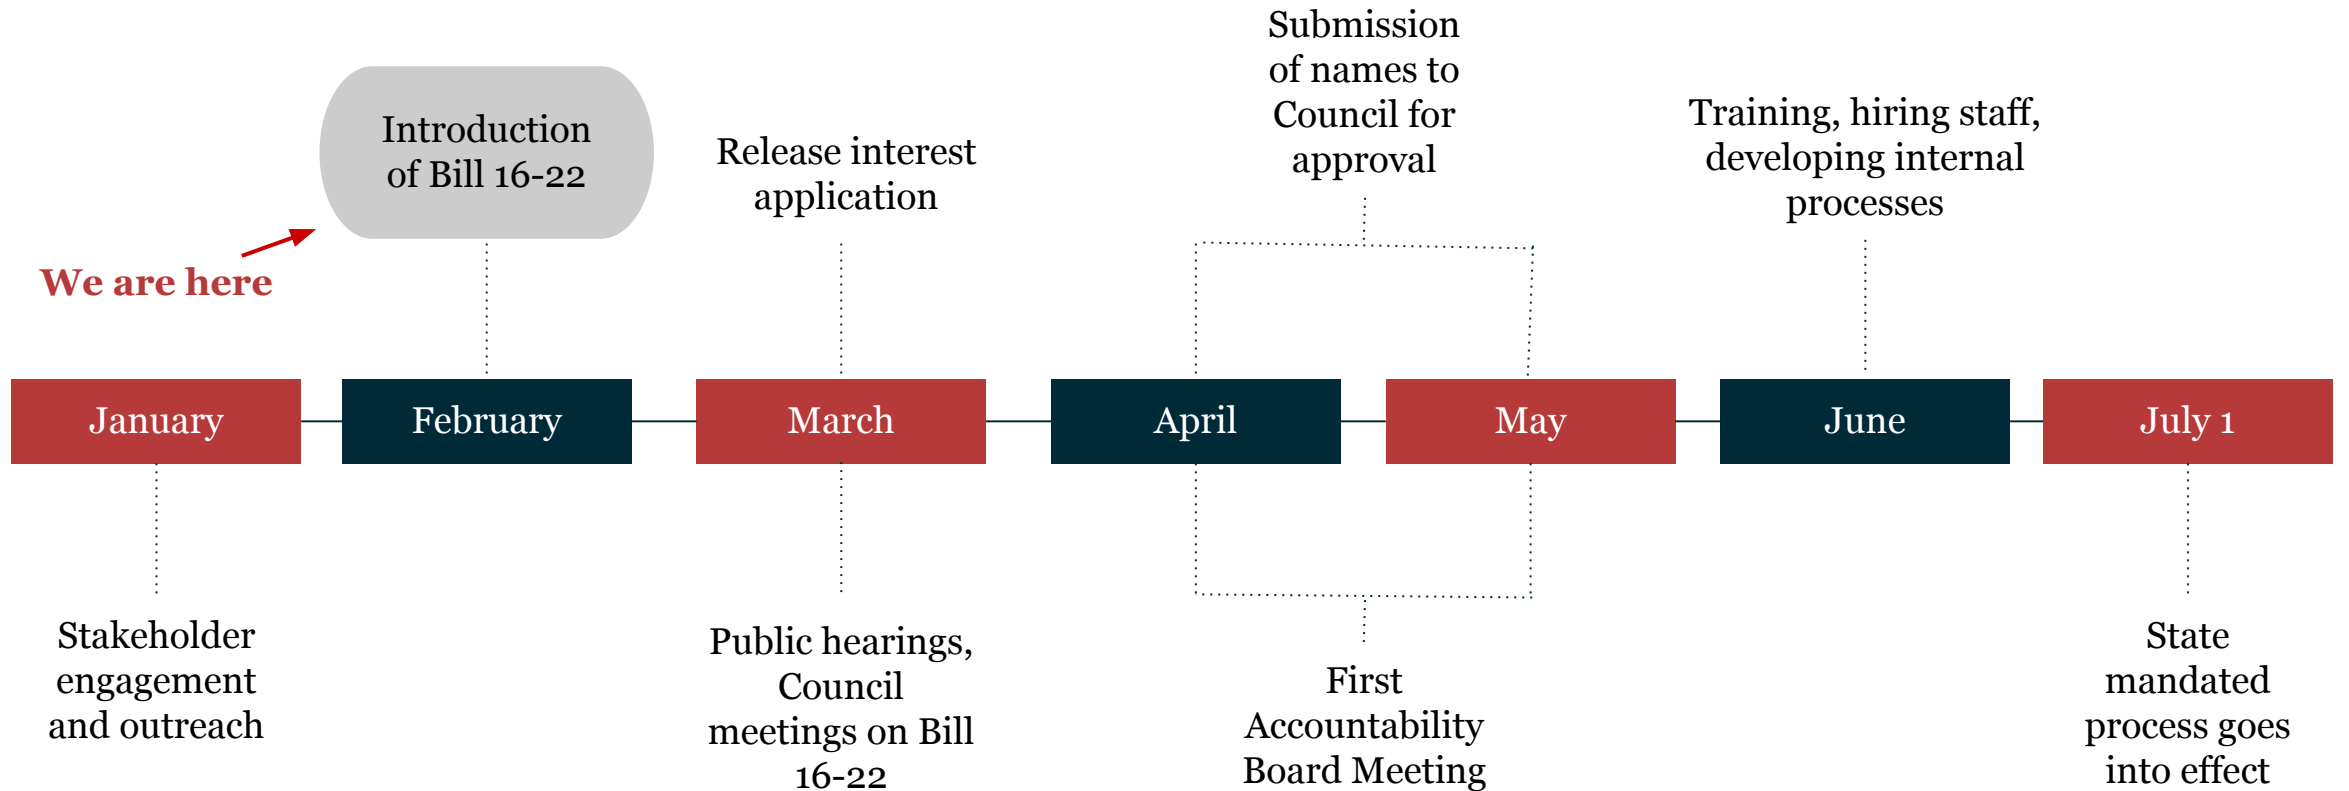 Submission
of names to
Council for
approval
Introduction
of Bill 16-22
Release interest
application
Training, hiring staff,
developing internal
processes
We are here
January
February
March
April
May
June
July 1
Stakeholder
engagement
and outreach
Public hearings,
Council
meetings on Bill
16-22
First
Accountability
Board Meeting
State
mandated
process goes
into effect